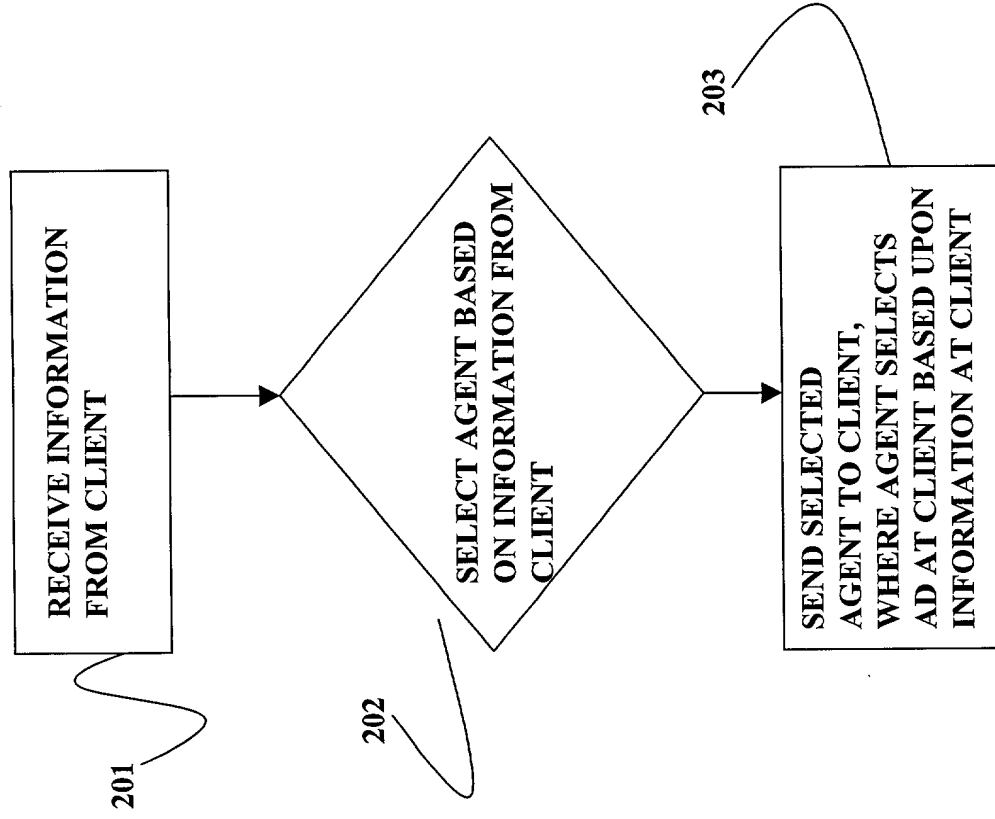 201
RECEIVE INFORMATION
FROM CLIENT
202
SELECT AGENT BASED
ON INFORMATION FROM
CLIENT
203
SEND SELECTED
AGENT TO CLIENT,
WHERE AGENT SELECTS
AD AT CLIENT BASED UPON
INFORMATION AT CLIENT